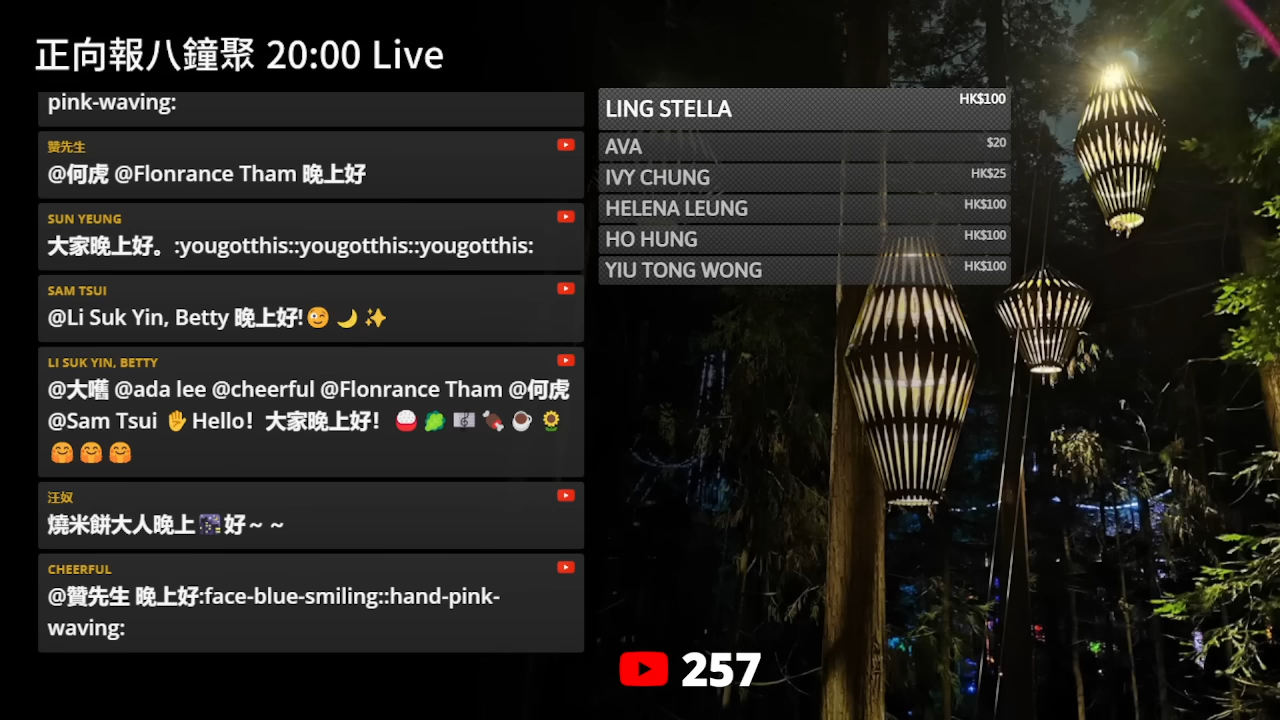 正向報八鐘聚 20:00 Live
pink-waving:
贊先生
@何虎 @Flonrance Tham 晚上好
SUN YEUNG
大家晚上好。:yougotthis::yougotthis::yougotthis:
SAM TSUI
@Li Suk Yin, Betty 晚上好!😉 🌙 ✨
LI SUK YIN, BETTY
@大嚿 @ada lee @cheerful @Flonrance Tham @何虎
@Sam Tsui ✋Hello! 大家晚上好! 🍚 🥬 🎼 🍗 ☕ 🌻
🤗 🤗 🤗
汪奴
燒米餅大人晚上🎆好~ ~
CHEERFUL
@贊先生 晚上好:face-blue-smiling::hand-pink-
waving:
LING STELLA HK$100
AVA $20
IVY CHUNG HK$25
HELENA LEUNG HK$100
HO HUNG HK$100
YIU TONG WONG HK$100
257